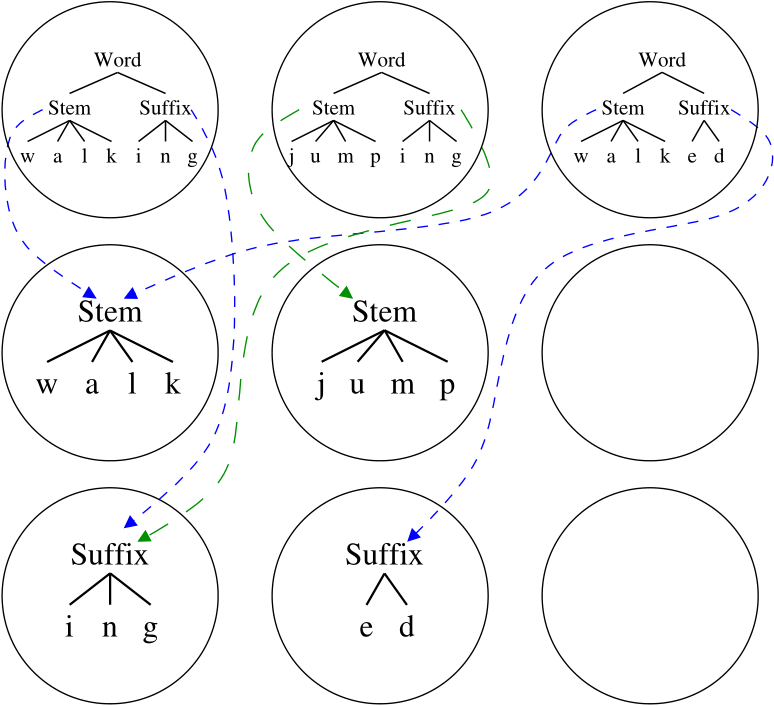 Word Word Word
Stem Suffix Stem Suffix Stem Suffix
w a l k i n g j u m p i n g w a l k e d
Stem Stem
w a l k j u m p
Suffix Suffix
i n g e d